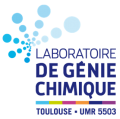 LABORATOIRE
DE GÉNIE
CHIMIQUE
TOULOUSE • UMR 5503